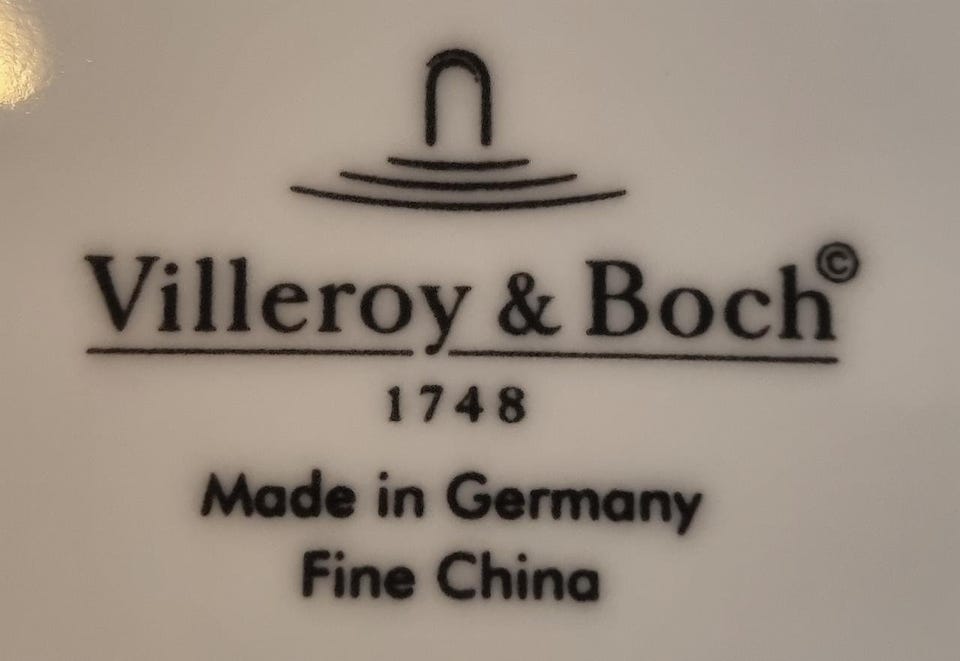 Villeroy & Boch©
1748
Made in Germany
Fine China